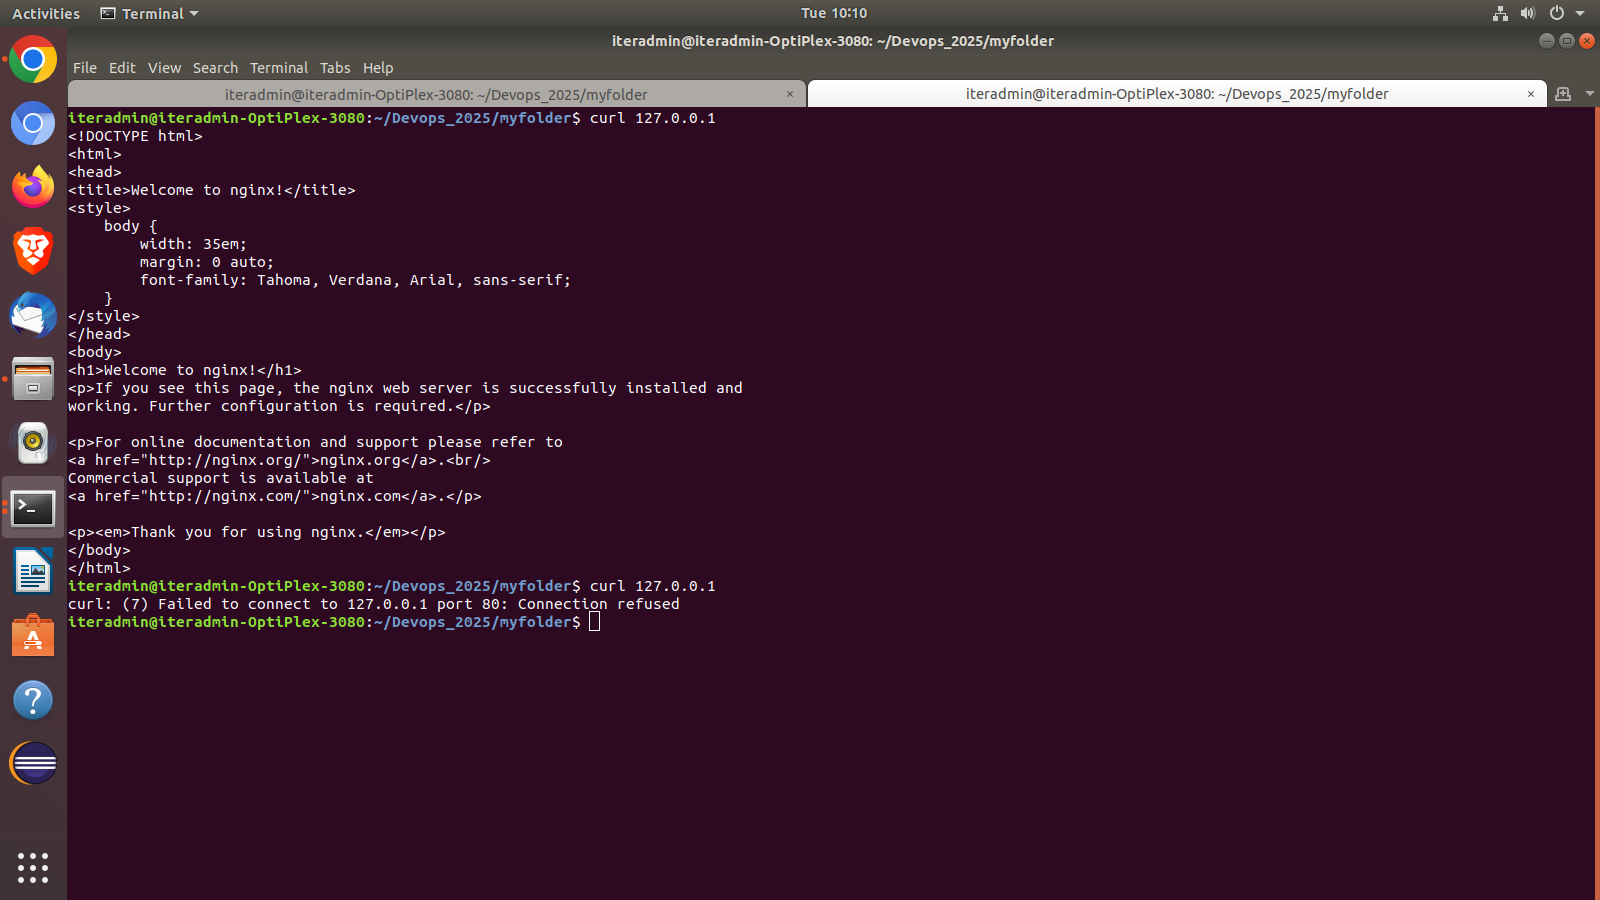 Activities Terminal Tue 10:10
iteradmin@iteradmin-OptiPlex-3080: ~/Devops_2025/myfolder
File Edit View Search Terminal Tabs Help
iteradmin@iteradmin-OptiPlex-3080: ~/Devops_2025/myfolder × iteradmin@iteradmin-OptiPlex-3080: ~/Devops_2025/myfolder ×
iteradmin@iteradmin-OptiPlex-3080:~/Devops_2025/myfolder$ curl 127.0.0.1
<!DOCTYPE html>
<html>
<head>
<title>Welcome to nginx!</title>
<style>
    body {
        width: 35em;
        margin: 0 auto;
        font-family: Tahoma, Verdana, Arial, sans-serif;
    }
</style>
</head>
<body>
<h1>Welcome to nginx!</h1>
<p>If you see this page, the nginx web server is successfully installed and
working. Further configuration is required.</p>

<p>For online documentation and support please refer to
<a href="http://nginx.org/">nginx.org</a>.<br/>
Commercial support is available at
<a href="http://nginx.com/">nginx.com</a>.</p>

<p><em>Thank you for using nginx.</em></p>
</body>
</html>
iteradmin@iteradmin-OptiPlex-3080:~/Devops_2025/myfolder$ curl 127.0.0.1
curl: (7) Failed to connect to 127.0.0.1 port 80: Connection refused
iteradmin@iteradmin-OptiPlex-3080:~/Devops_2025/myfolder$